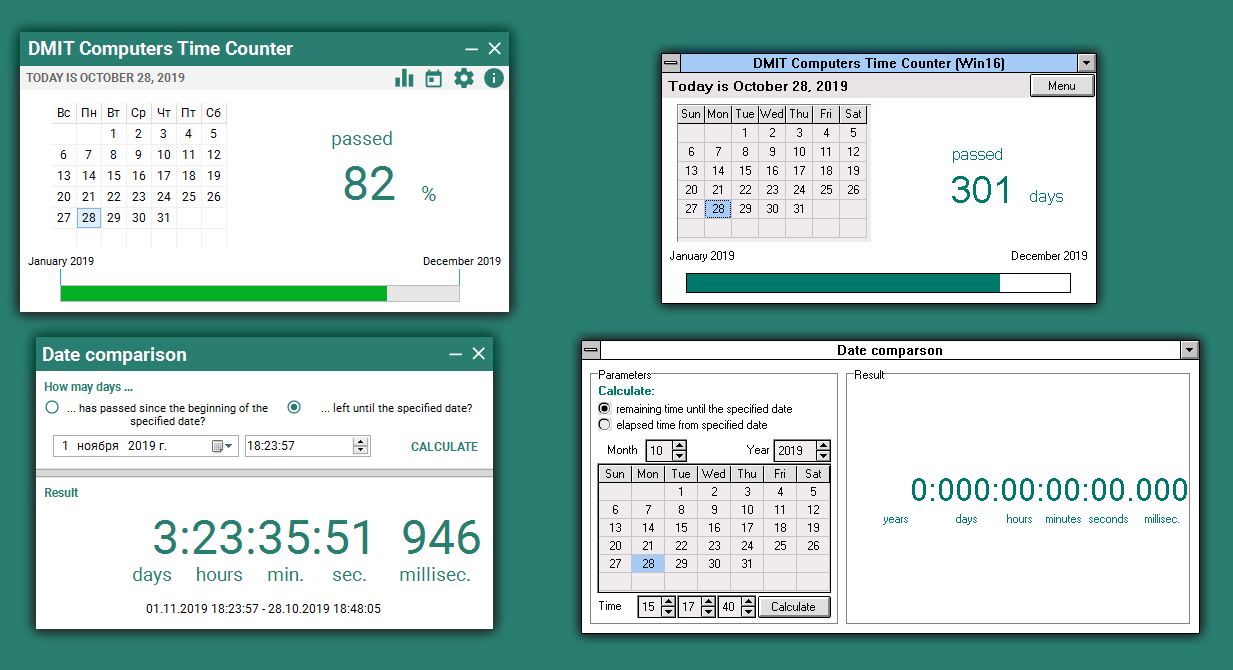 DMIT Computers Time Counter
TODAY IS OCTOBER 28, 2019
Вс Пн Вт Ср Чт Пт Сб
1 2 3 4 5
6 7 8 9 10 11 12
13 14 15 16 17 18 19
20 21 22 23 24 25 26
27 28 29 30 31
passed
82 %
January 2019 December 2019
DMIT Computers Time Counter (Win16)
Today is October 28, 2019 Menu
Sun Mon Tue Wed Thu Fri Sat
1 2 3 4 5
6 7 8 9 10 11 12
13 14 15 16 17 18 19
20 21 22 23 24 25 26
27 28 29 30 31
passed
301 days
January 2019 December 2019
Date comparison
How may days ...
... has passed since the beginning of the
specified date?
... left until the specified date?
1 ноября 2019 г. 18:23:57 CALCULATE
Result
3:23:35:51 946
days hours min. sec. millisec.
01.11.2019 18:23:57 - 28.10.2019 18:48:05
Date comparson
Parameters
Calculate:
remaining time until the specified date
elapsed time from specified date
Month 10 Year 2019
Sun Mon Tue Wed Thu Fri Sat
1 2 3 4 5
6 7 8 9 10 11 12
13 14 15 16 17 18 19
20 21 22 23 24 25 26
27 28 29 30 31
Time 15 17 40 Calculate
Result
0:000:00:00:00.000
years days hours minutes seconds millisec.